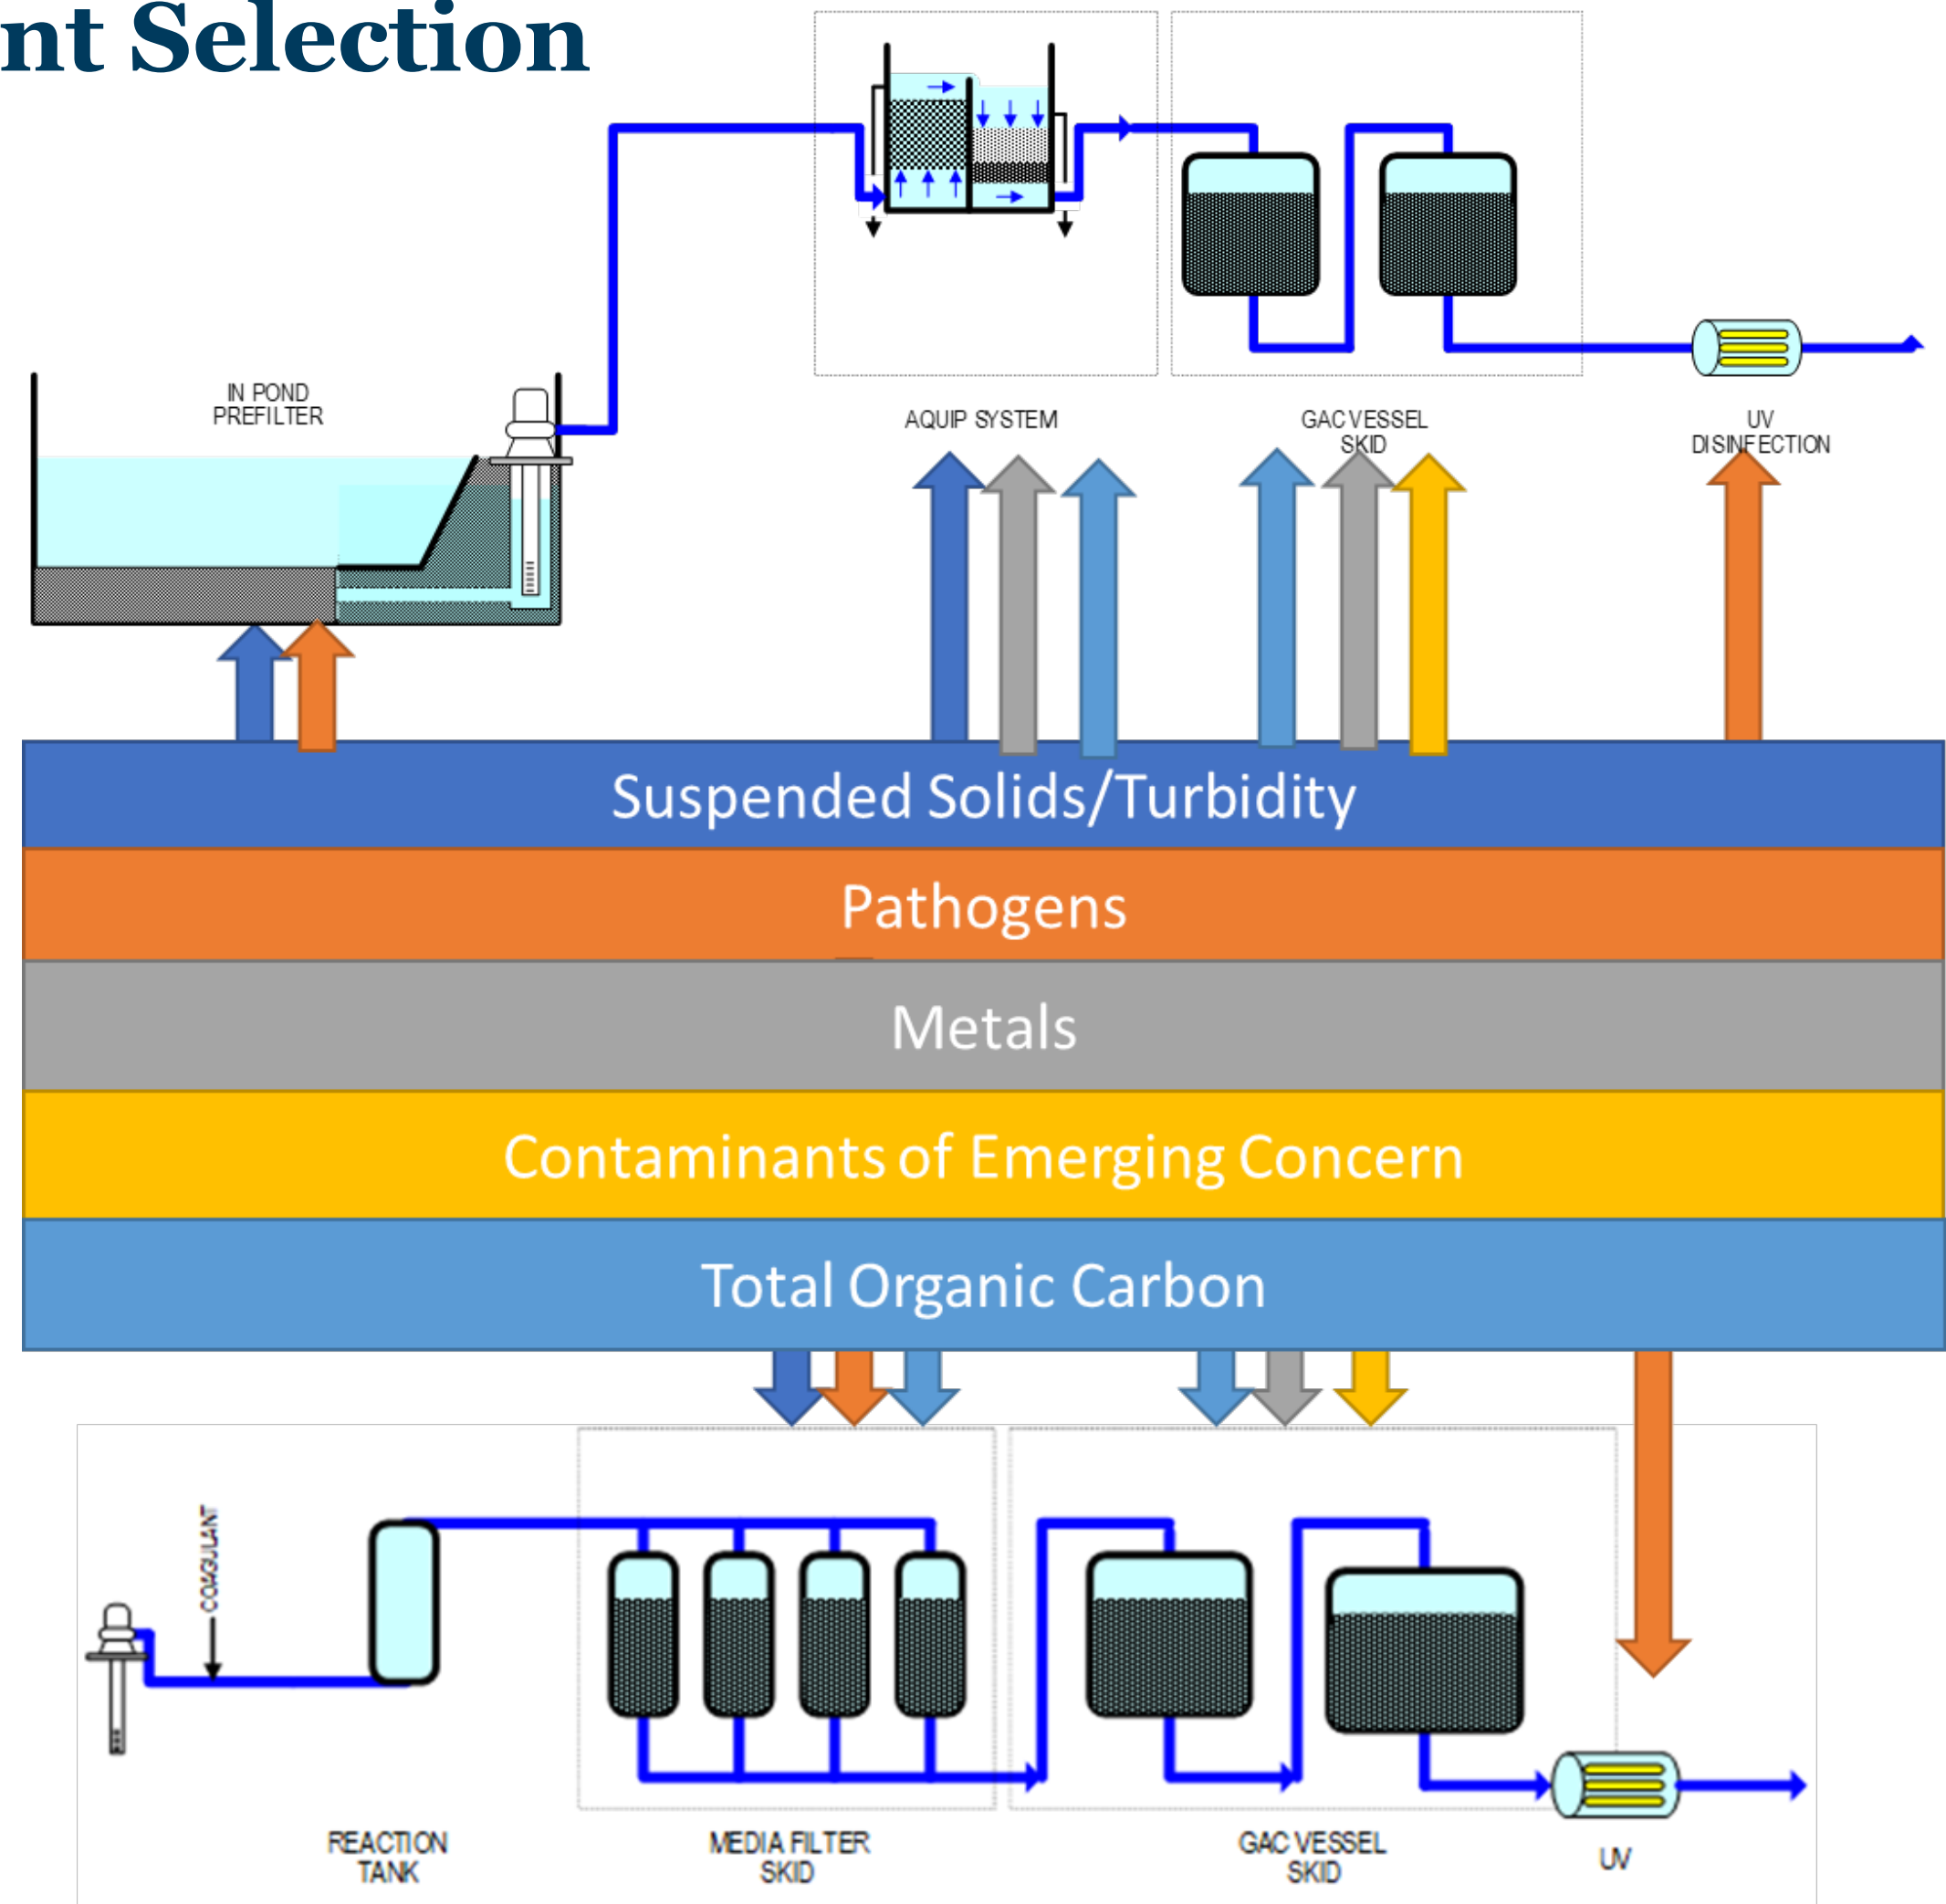 nt Selection
IN POND
PREFILTER
AQUIP SYSTEM
GAC VESSEL
SKID
UV
DISINFECTION
Suspended Solids/Turbidity
Pathogens
Metals
Contaminants of Emerging Concern
Total Organic Carbon
COAGULANT
REACTION
TANK
MEDIA FILTER
SKID
GAC VESSEL
SKID
UV